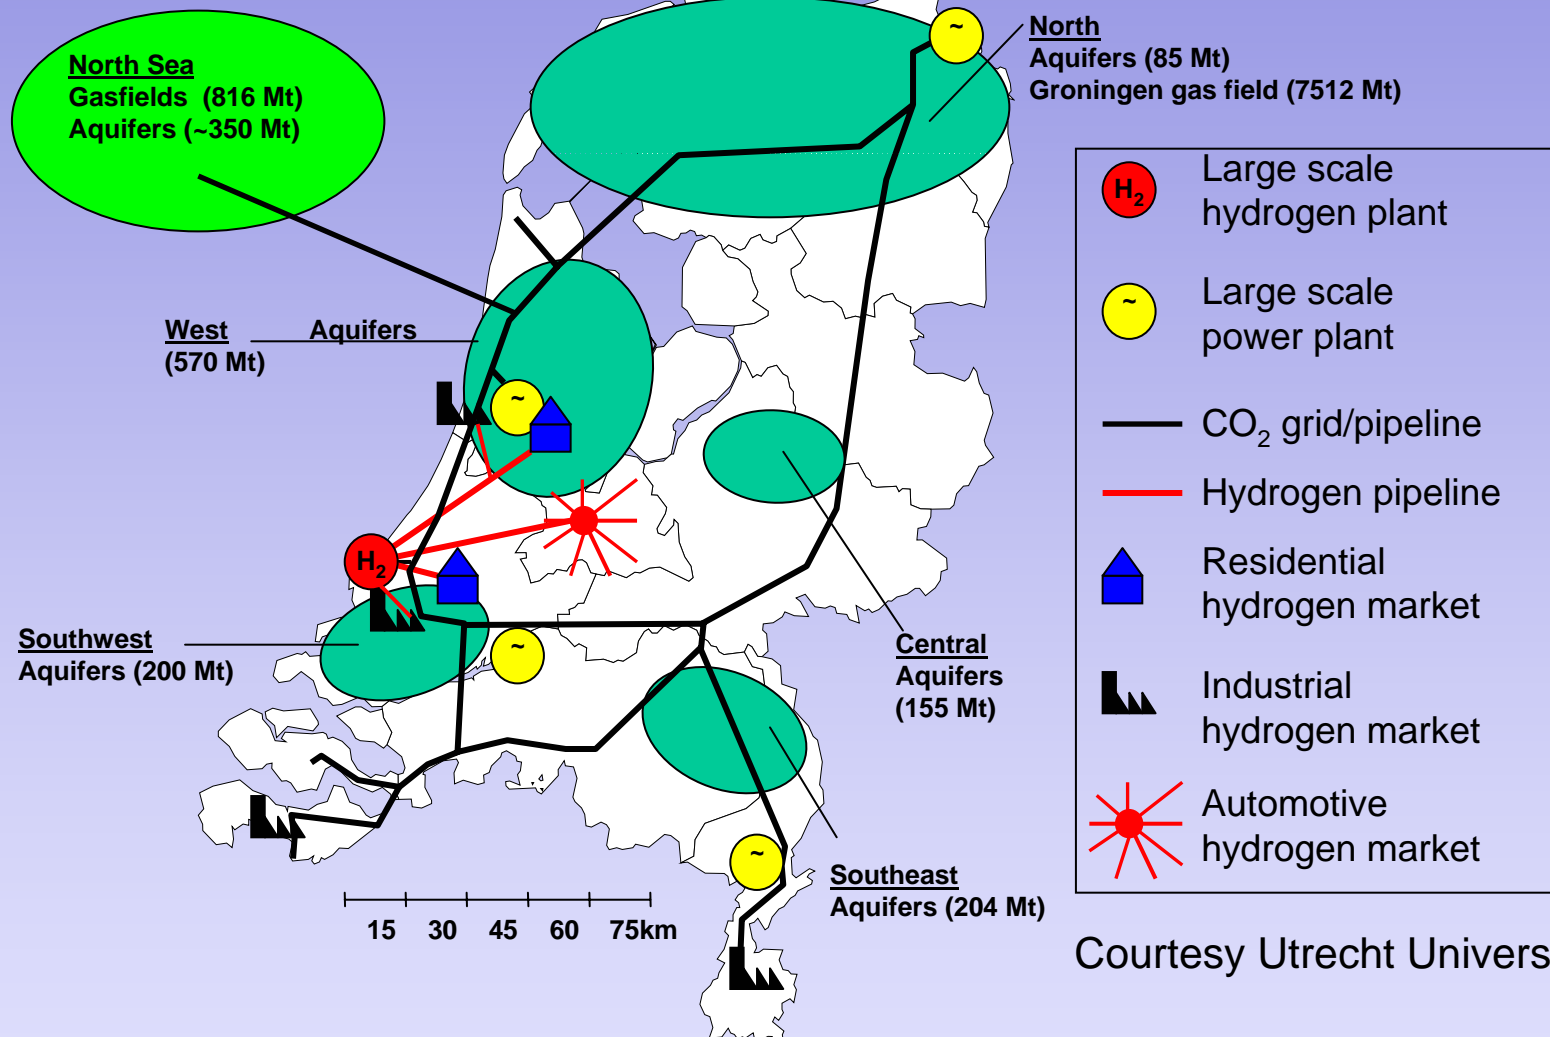 North Sea
Gasfields (816 Mt)
Aquifers (~350 Mt)
~
North
Aquifers (85 Mt)
Groningen gas field (7512 Mt)
West Aquifers
(570 Mt)
~
H2
Southwest
Aquifers (200 Mt)
~
Central
Aquifers
(155 Mt)
~
Southeast
Aquifers (204 Mt)
15 30 45 60 75km
H2 Large scale
hydrogen plant
~ Large scale
power plant
CO2 grid/pipeline
Hydrogen pipeline
Residential
hydrogen market
Industrial
hydrogen market
Automotive
hydrogen market
Courtesy Utrecht Univers